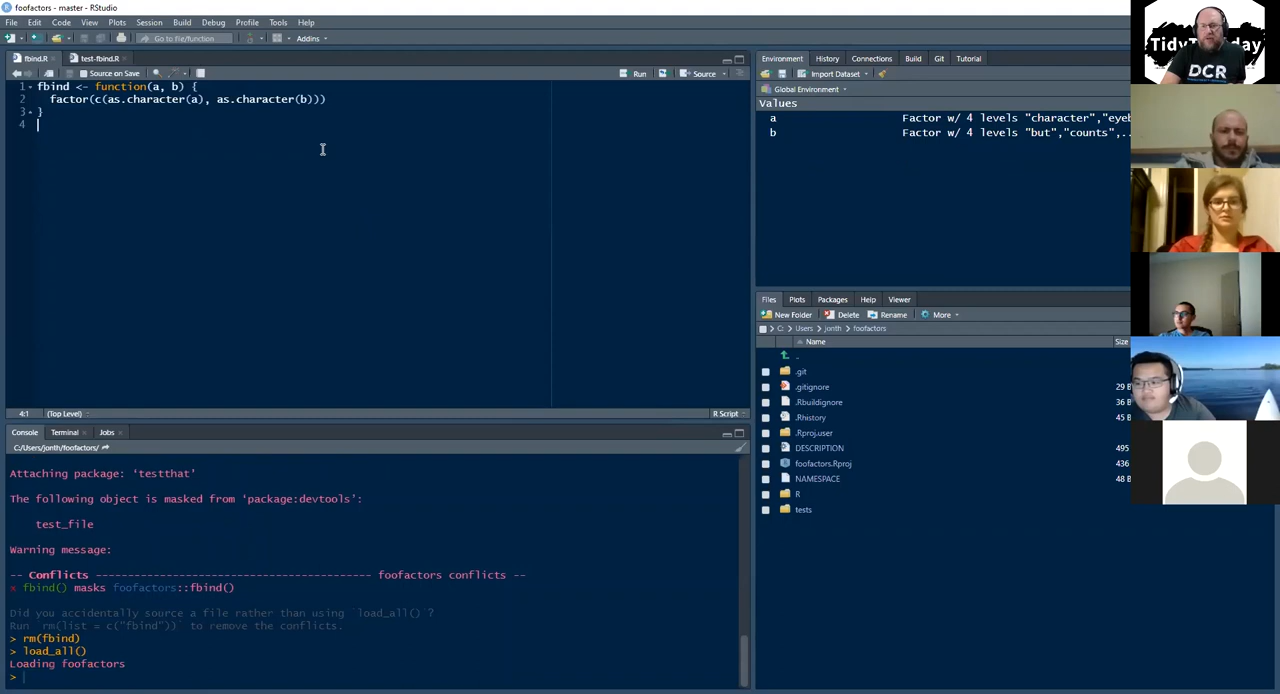 foofactors - master - RStudio
File Edit Code View Plots Session Build Debug Profile Tools Help
Go to file/function Addins
fbind.R test-fbind.R
Source on Save Run Source
1 fbind <- function(a, b) {
2 factor(c(as.character(a), as.character(b)))
3 }
4
4:1 (Top Level) R Script
Console Terminal Jobs
C:/Users/jonth/foofactors/
Attaching package: ‘testthat’
The following object is masked from ‘package:devtools’:
test_file
Warning message:
-- Conflicts ----------------------------------------- foofactors conflicts --
x fbind() masks foofactors::fbind()
Did you accidentally source a file rather than using `load_all()`?
Run `rm(list = c("fbind"))` to remove the conflicts.
> rm(fbind)
> load_all()
Loading foofactors
>
Environment History Connections Build Git Tutorial
Import Dataset
Global Environment
Values
a Factor w/ 4 levels "character","eyeb
b Factor w/ 4 levels "but","counts",..
Files Plots Packages Help Viewer
New Folder Delete Rename More
C: > Users > jonth > foofactors
Name Size
..
.git
.gitignore 29 B
.Rbuildignore 36 B
.Rhistory 45 B
.Rproj.user
DESCRIPTION 495
foofactors.Rproj 436
NAMESPACE 48 B
R
tests
DCR